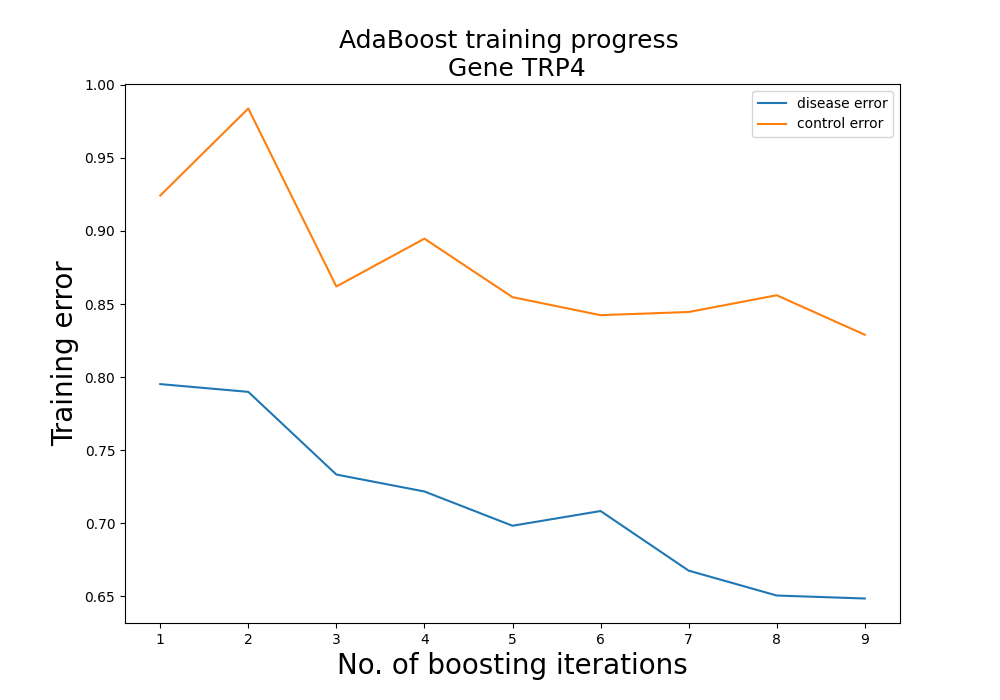 AdaBoost training progress
Gene TRP4
disease error
control error
1.00
0.95
0.90
0.85
0.80
0.75
0.70
0.65
Training error
1 2 3 4 5 6 7 8 9
No. of boosting iterations